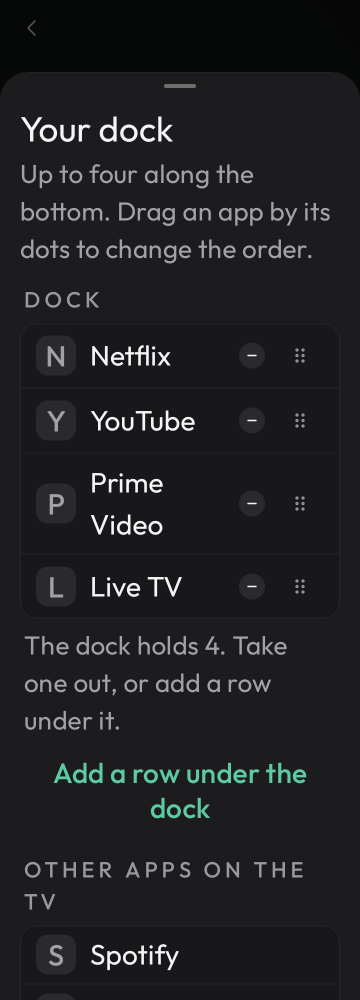 Your dock
Up to four along the
bottom. Drag an app by its
dots to change the order.
DOCK
N Netflix
Y YouTube
P Prime
Video
L Live TV
The dock holds 4. Take
one out, or add a row
under it.
Add a row under the
dock
OTHER APPS ON THE
TV
S Spotify